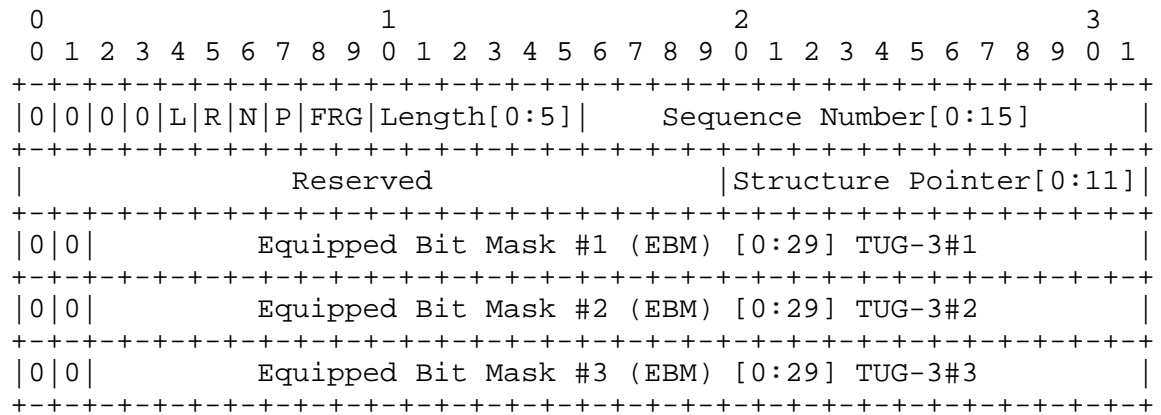 0                   1                   2                   3
 0 1 2 3 4 5 6 7 8 9 0 1 2 3 4 5 6 7 8 9 0 1 2 3 4 5 6 7 8 9 0 1
+-+-+-+-+-+-+-+-+-+-+-+-+-+-+-+-+-+-+-+-+-+-+-+-+-+-+-+-+-+-+-+-+
|0|0|0|0|L|R|N|P|FRG|Length[0:5]|    Sequence Number[0:15]      |
+-+-+-+-+-+-+-+-+-+-+-+-+-+-+-+-+-+-+-+-+-+-+-+-+-+-+-+-+-+-+-+-+
|              Reserved                 |Structure Pointer[0:11]|
+-+-+-+-+-+-+-+-+-+-+-+-+-+-+-+-+-+-+-+-+-+-+-+-+-+-+-+-+-+-+-+-+
|0|0|         Equipped Bit Mask #1 (EBM) [0:29] TUG-3#1         |
+-+-+-+-+-+-+-+-+-+-+-+-+-+-+-+-+-+-+-+-+-+-+-+-+-+-+-+-+-+-+-+-+
|0|0|         Equipped Bit Mask #2 (EBM) [0:29] TUG-3#2         |
+-+-+-+-+-+-+-+-+-+-+-+-+-+-+-+-+-+-+-+-+-+-+-+-+-+-+-+-+-+-+-+-+
|0|0|         Equipped Bit Mask #3 (EBM) [0:29] TUG-3#3         |
+-+-+-+-+-+-+-+-+-+-+-+-+-+-+-+-+-+-+-+-+-+-+-+-+-+-+-+-+-+-+-+-+